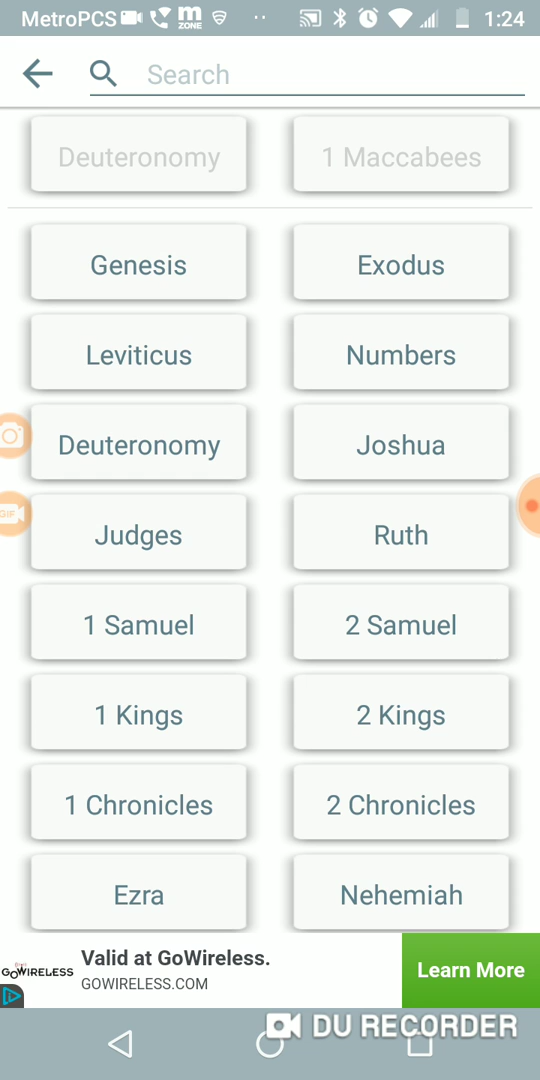 MetroPCS m ZONE 1:24
Search
Deuteronomy 1 Maccabees
Genesis Exodus
Leviticus Numbers
Deuteronomy Joshua
GIF
Judges Ruth
1 Samuel 2 Samuel
1 Kings 2 Kings
1 Chronicles 2 Chronicles
Ezra Nehemiah
GOWIRELESS
Valid at GoWireless.
GOWIRELESS.COM
Learn More
DU RECORDER